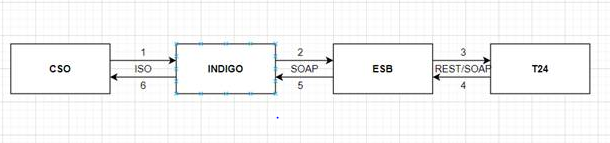 1 2 3
CSO INDIGO ESB T24
ISO SOAP REST/SOAP
6 5 4